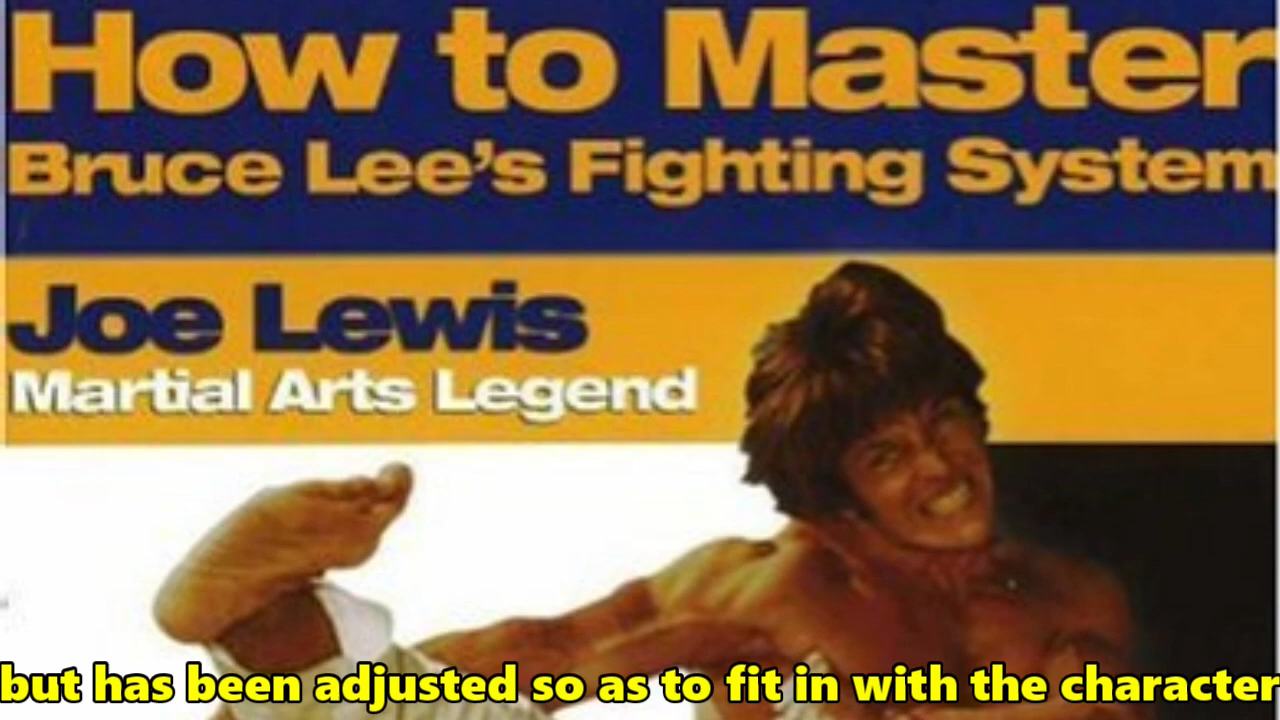 How to Master
Bruce Lee's Fighting System
Joe Lewis
Martial Arts Legend
but has been adjusted so as to fit in with the character